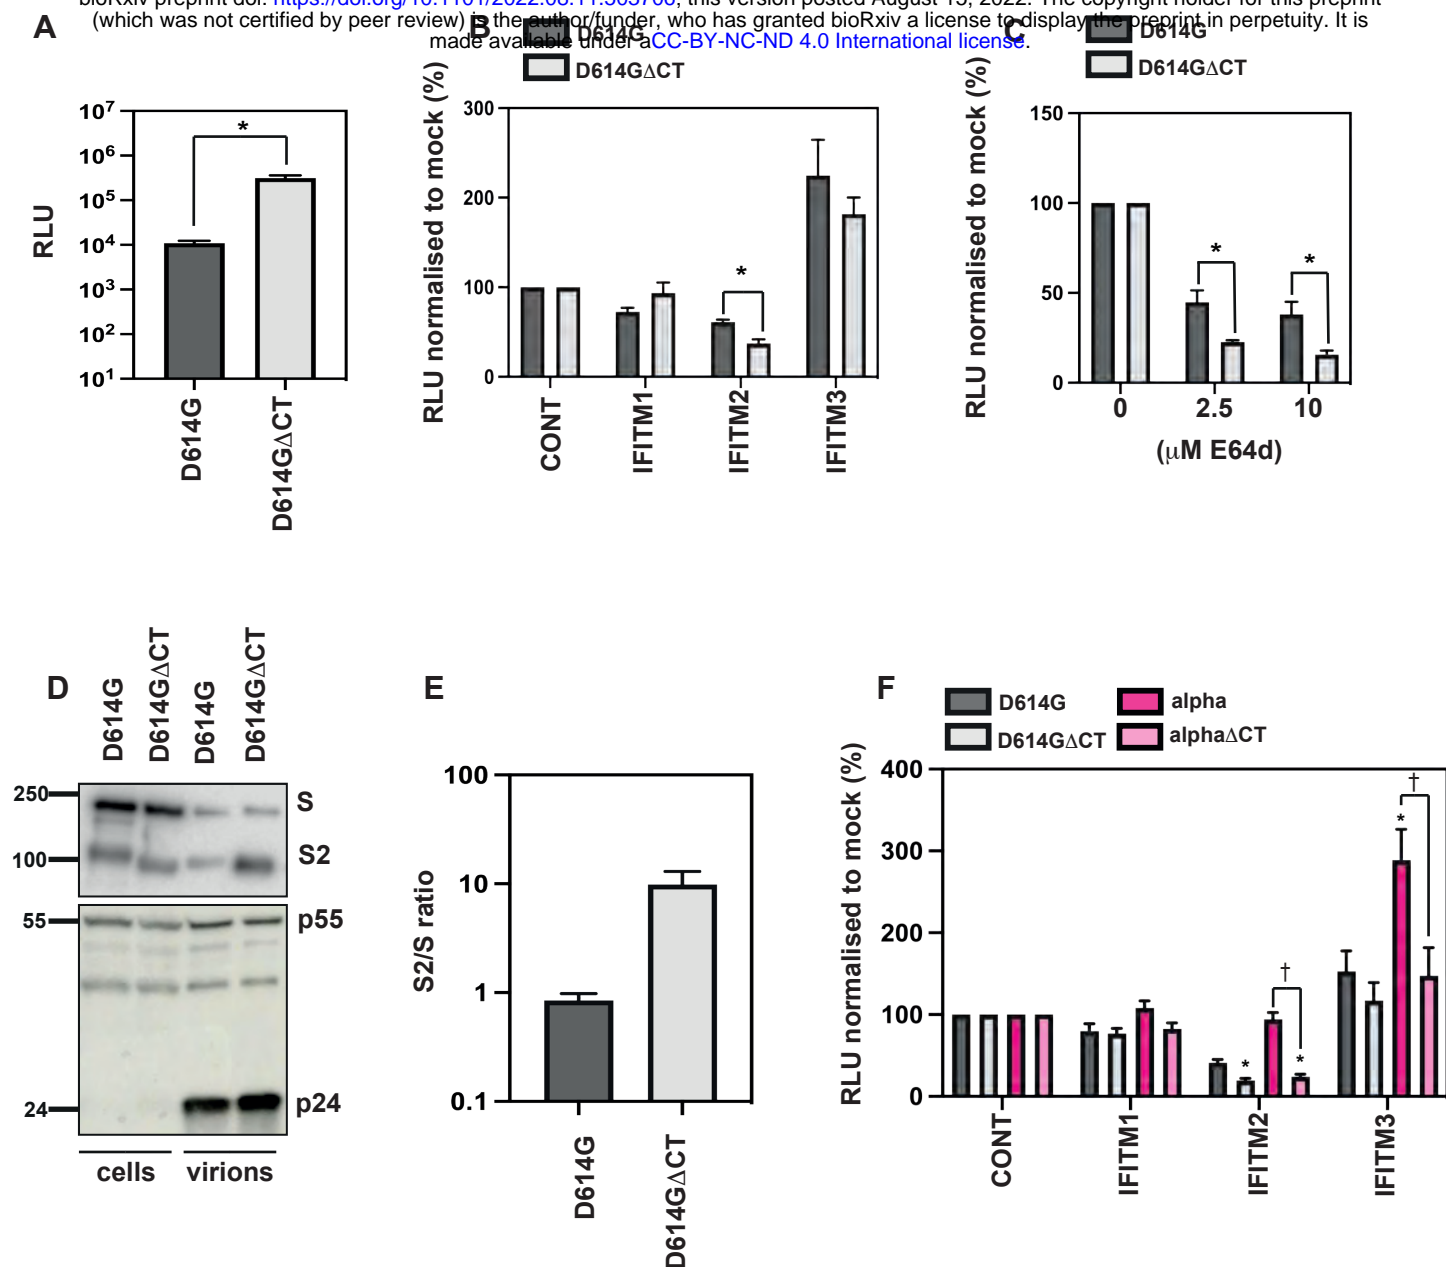 bioRxiv preprint doi: https://doi.org/10.1101/2022.08.11.503706; this version posted August 15, 2022. The copyright holder for this preprint
(which was not certified by peer review) is the author/funder, who has granted bioRxiv a license to display the preprint in perpetuity. It is
made available under aCC-BY-NC-ND 4.0 International license.
A
RLU
10⁷
10⁶
10⁵
10⁴
10³
10²
10¹
*
D614G
D614GΔCT
B
D614G
D614GΔCT
RLU normalised to mock (%)
300
200
100
0
*
CONT
IFITM1
IFITM2
IFITM3
C
D614G
D614GΔCT
RLU normalised to mock (%)
150
100
50
0
*
*
0 2.5 10
(μM E64d)
D
D614G
D614GΔCT
D614G
D614GΔCT
250
100
55
24
S
S2
p55
p24
cells virions
E
S2/S ratio
100
10
1
0.1
D614G
D614GΔCT
F
D614G
D614GΔCT
alpha
alphaΔCT
RLU normalised to mock (%)
400
300
200
100
0
*
†
*
*
†
CONT
IFITM1
IFITM2
IFITM3